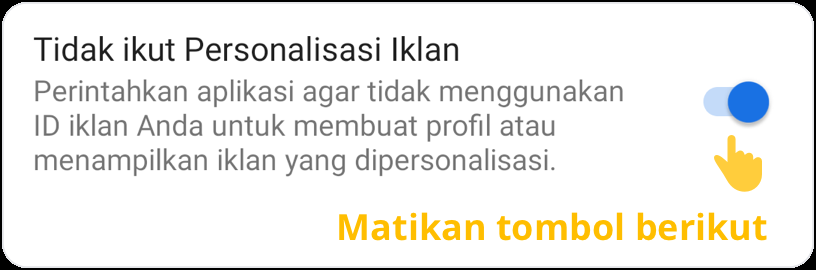 Tidak ikut Personalisasi Iklan
Perintahkan aplikasi agar tidak menggunakan
ID iklan Anda untuk membuat profil atau
menampilkan iklan yang dipersonalisasi.
Matikan tombol berikut